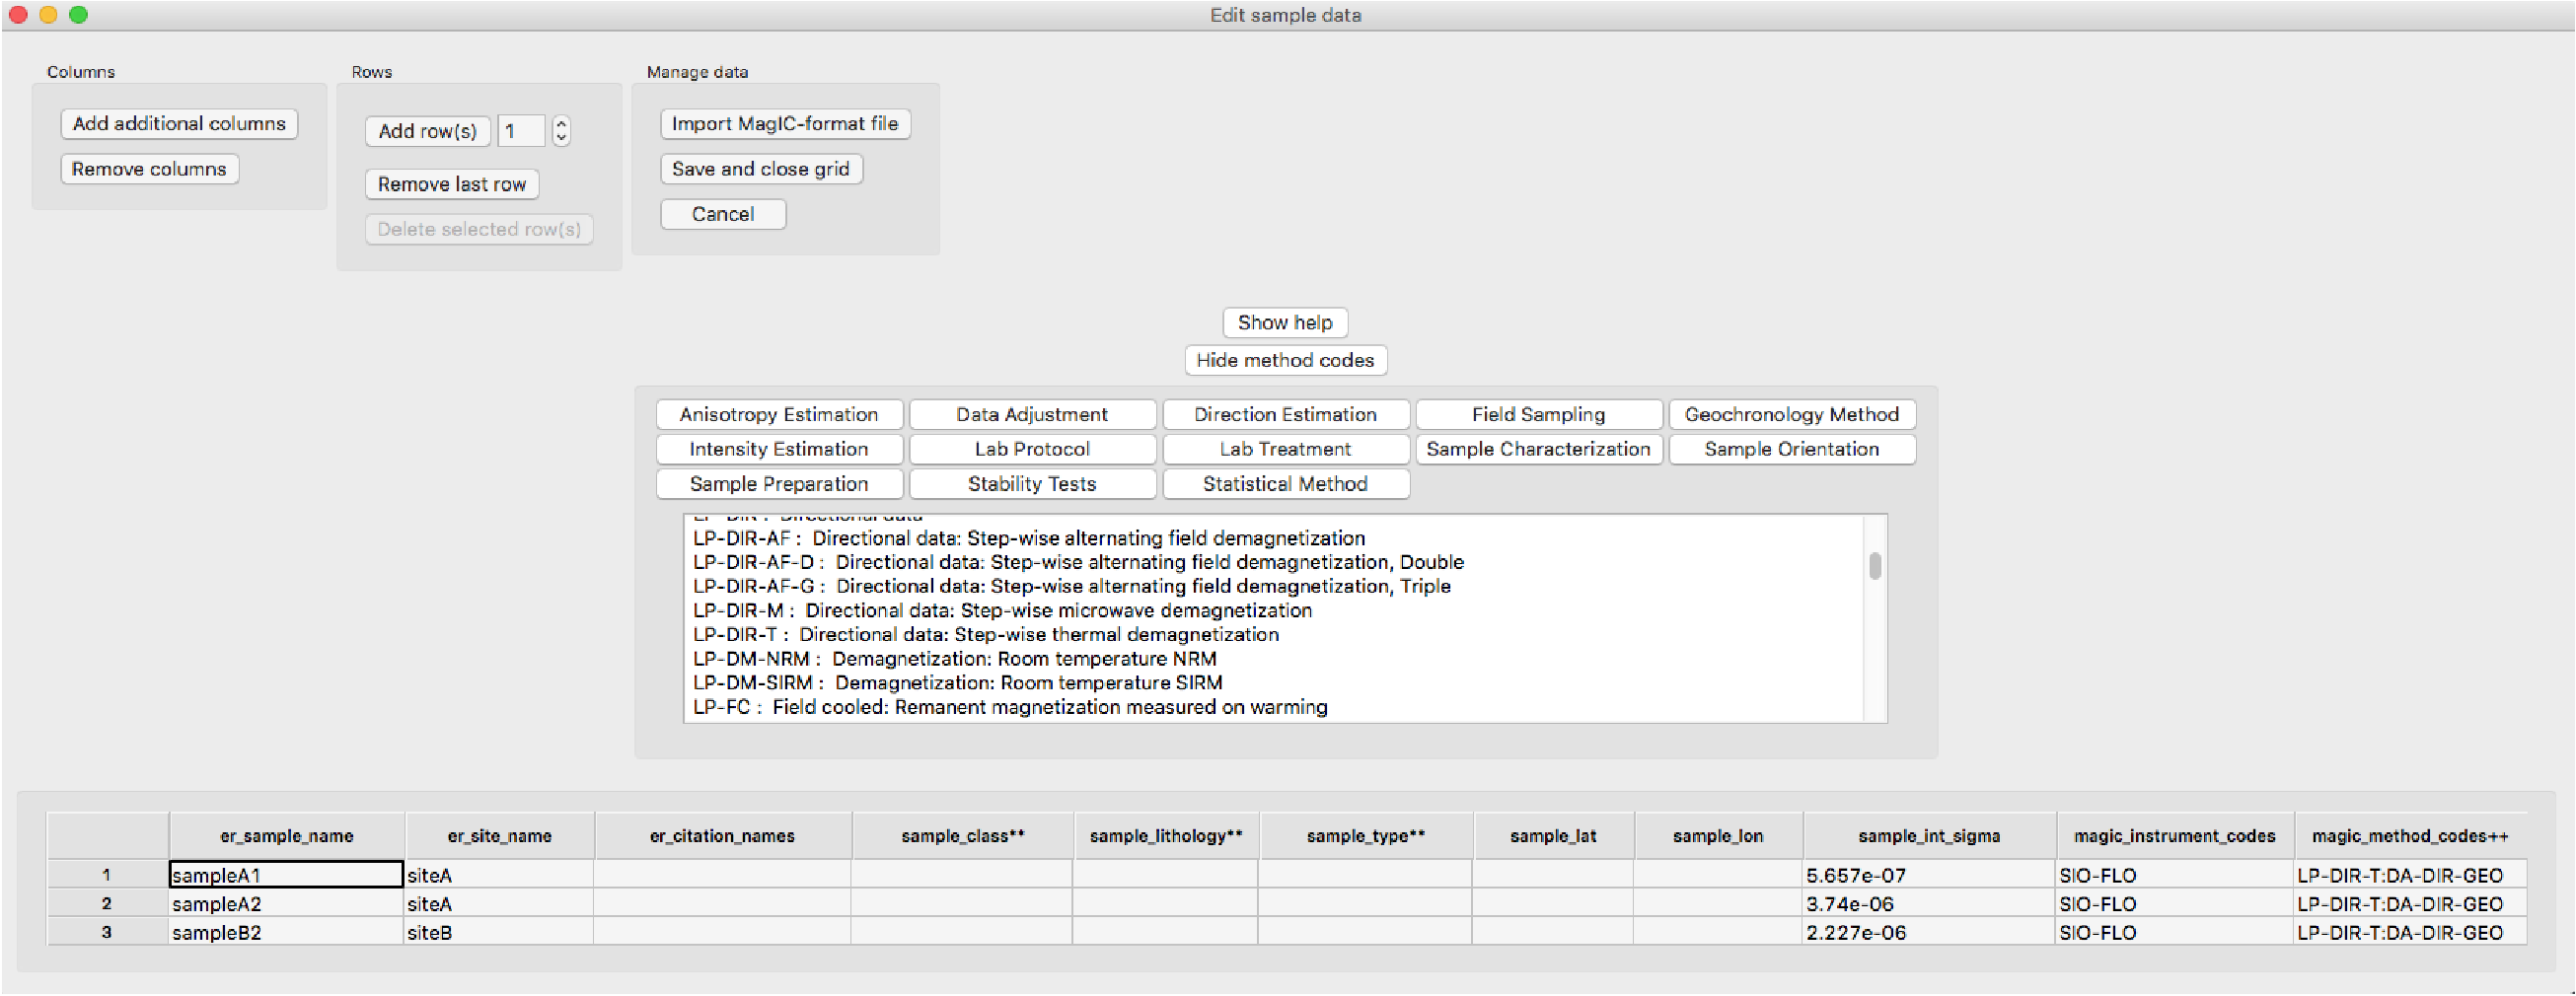 Edit sample data
Columns
Rows
Manage data
Add additional columns
Remove columns
Add row(s) 1
Remove last row
Delete selected row(s)
Import MagIC-format file
Save and close grid
Cancel
Show help
Hide method codes
Anisotropy Estimation Data Adjustment Direction Estimation Field Sampling Geochronology Method
Intensity Estimation Lab Protocol Lab Treatment Sample Characterization Sample Orientation
Sample Preparation Stability Tests Statistical Method
LP-DIR : Directional data
LP-DIR-AF : Directional data: Step-wise alternating field demagnetization
LP-DIR-AF-D : Directional data: Step-wise alternating field demagnetization, Double
LP-DIR-AF-G : Directional data: Step-wise alternating field demagnetization, Triple
LP-DIR-M : Directional data: Step-wise microwave demagnetization
LP-DIR-T : Directional data: Step-wise thermal demagnetization
LP-DM-NRM : Demagnetization: Room temperature NRM
LP-DM-SIRM : Demagnetization: Room temperature SIRM
LP-FC : Field cooled: Remanent magnetization measured on warming
er_sample_name er_site_name er_citation_names sample_class** sample_lithology** sample_type** sample_lat sample_lon sample_int_sigma magic_instrument_codes magic_method_codes++
1 sampleA1 siteA 5.657e-07 SIO-FLO LP-DIR-T:DA-DIR-GEO
2 sampleA2 siteA 3.74e-06 SIO-FLO LP-DIR-T:DA-DIR-GEO
3 sampleB2 siteB 2.227e-06 SIO-FLO LP-DIR-T:DA-DIR-GEO